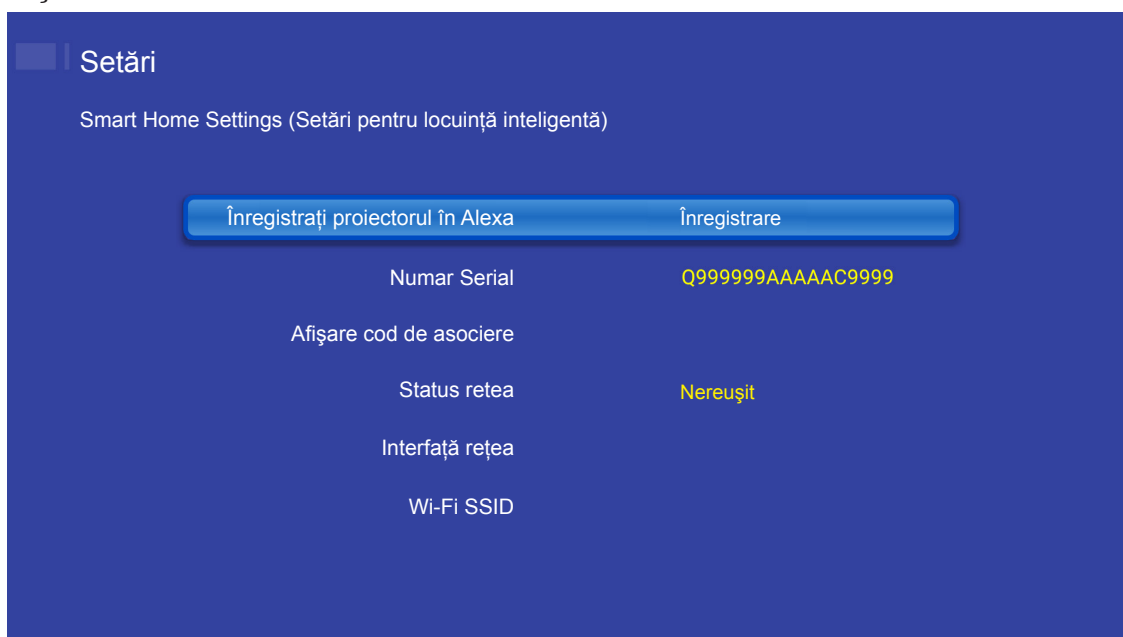 Setări
Smart Home Settings (Setări pentru locuință inteligentă)
Înregistrați proiectorul în Alexa Înregistrare
Numar Serial Q999999AAAAAC9999
Afişare cod de asociere
Status retea Nereuşit
Interfață rețea
Wi-Fi SSID